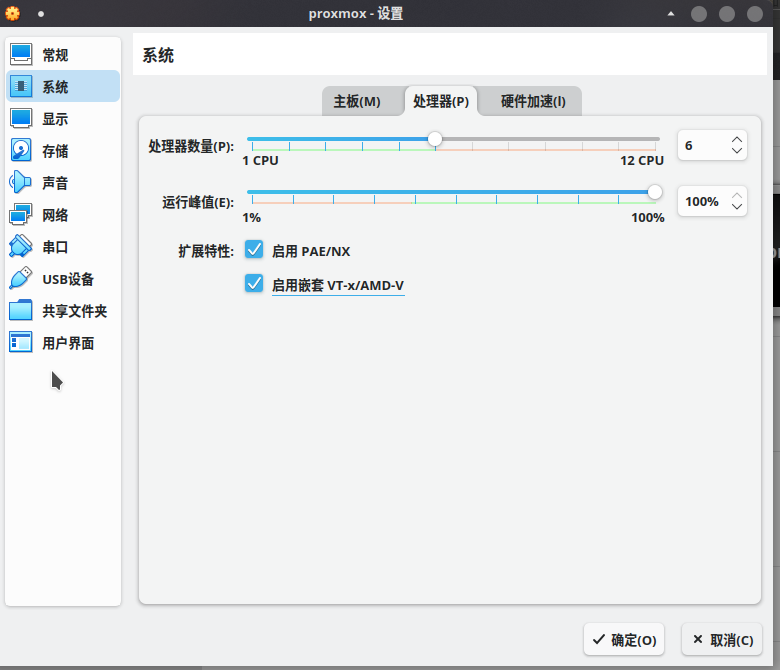 proxmox - 设置
常规
系统
显示
存储
声音
网络
串口
USB设备
共享文件夹
用户界面
系统
主板(M) 处理器(P) 硬件加速(l)
处理器数量(P): 6
1 CPU 12 CPU
运行峰值(E): 100%
1% 100%
扩展特性: 启用 PAE/NX
启用嵌套 VT-x/AMD-V
确定(O) 取消(C)